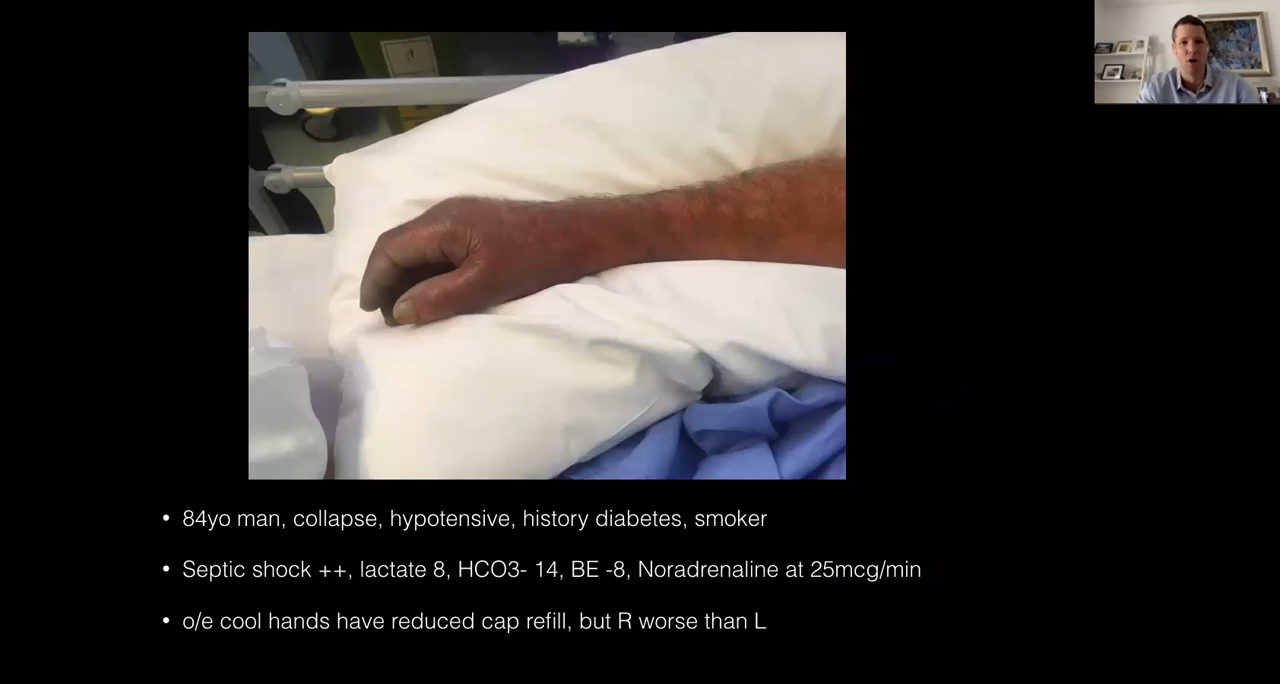 • 84yo man, collapse, hypotensive, history diabetes, smoker
• Septic shock ++, lactate 8, HCO3- 14, BE -8, Noradrenaline at 25mcg/min
• o/e cool hands have reduced cap refill, but R worse than L